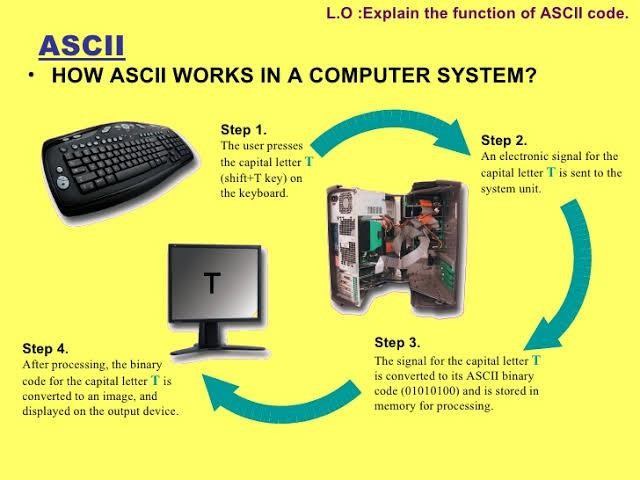 L.O :Explain the function of ASCII code.
ASCII
• HOW ASCII WORKS IN A COMPUTER SYSTEM?
Step 1.
The user presses
the capital letter T
(shift+T key) on
the keyboard.
Step 2.
An electronic signal for the
capital letter T is sent to the
system unit.
T
Step 3.
The signal for the capital letter T
is converted to its ASCII binary
code (01010100) and is stored in
memory for processing.
Step 4.
After processing, the binary
code for the capital letter T is
converted to an image, and
displayed on the output device.